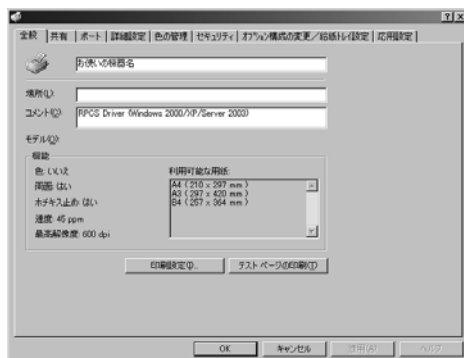 全般 共有 ポート 詳細設定 色の管理 セキュリティ オプション構成の変更/給紙トレイ設定 応用設定
お使いの機器名
場所(L):
コメント(C): RPCS Driver (Windows 2000/XP/Server 2003)
モデル(O):
機能
色: いいえ
両面: はい
ホチキス止め: はい
速度: 45 ppm
最高解像度: 600 dpi
利用可能な用紙:
A4 (210 x 297 mm)
A3 (297 x 420 mm)
B4 (257 x 364 mm)
印刷設定(I)... テスト ページの印刷(T)
OK キャンセル 適用(A) ヘルプ